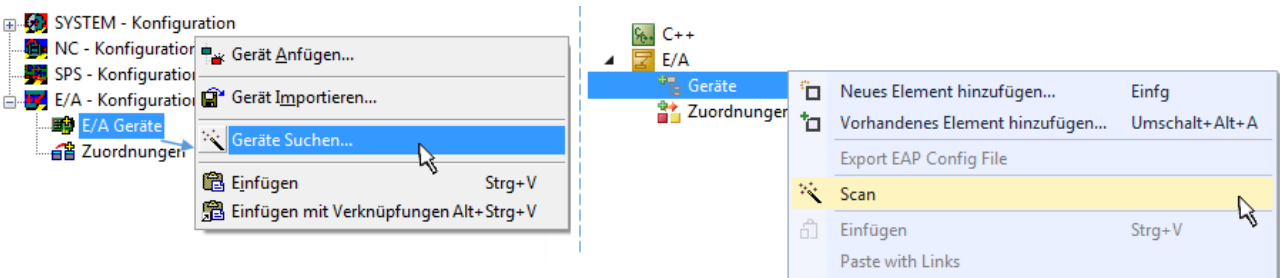 SYSTEM - Konfiguration
NC - Konfiguration
SPS - Konfiguration
E/A - Konfiguration
E/A Geräte
Zuordnungen
Gerät Anfügen...
Gerät Importieren...
Geräte Suchen...
Einfügen Strg+V
Einfügen mit Verknüpfungen Alt+Strg+V
C++
E/A
Geräte
Zuordnungen
Neues Element hinzufügen... Einfg
Vorhandenes Element hinzufügen... Umschalt+Alt+A
Export EAP Config File
Scan
Einfügen Strg+V
Paste with Links